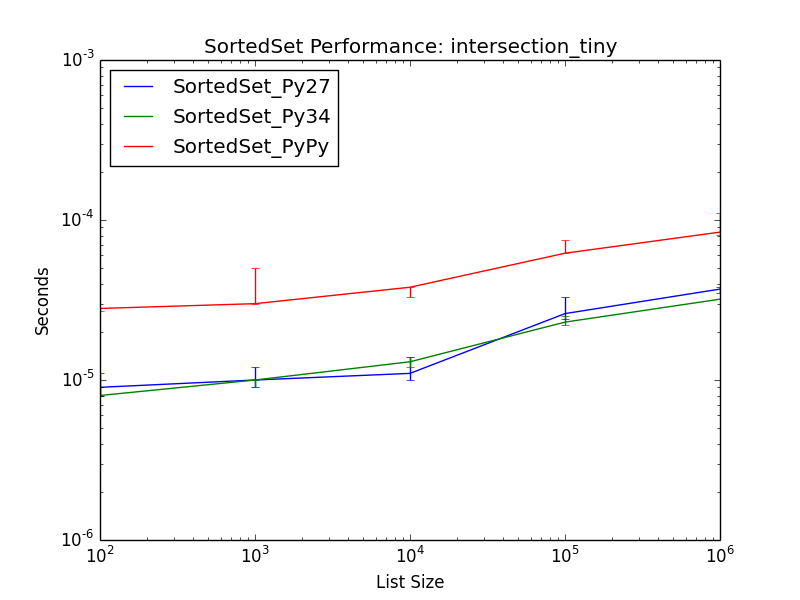 SortedSet Performance: intersection_tiny
SortedSet_Py27
SortedSet_Py34
SortedSet_PyPy
10^-3
10^-4
10^-5
10^-6
Seconds
10^2 10^3 10^4 10^5 10^6
List Size